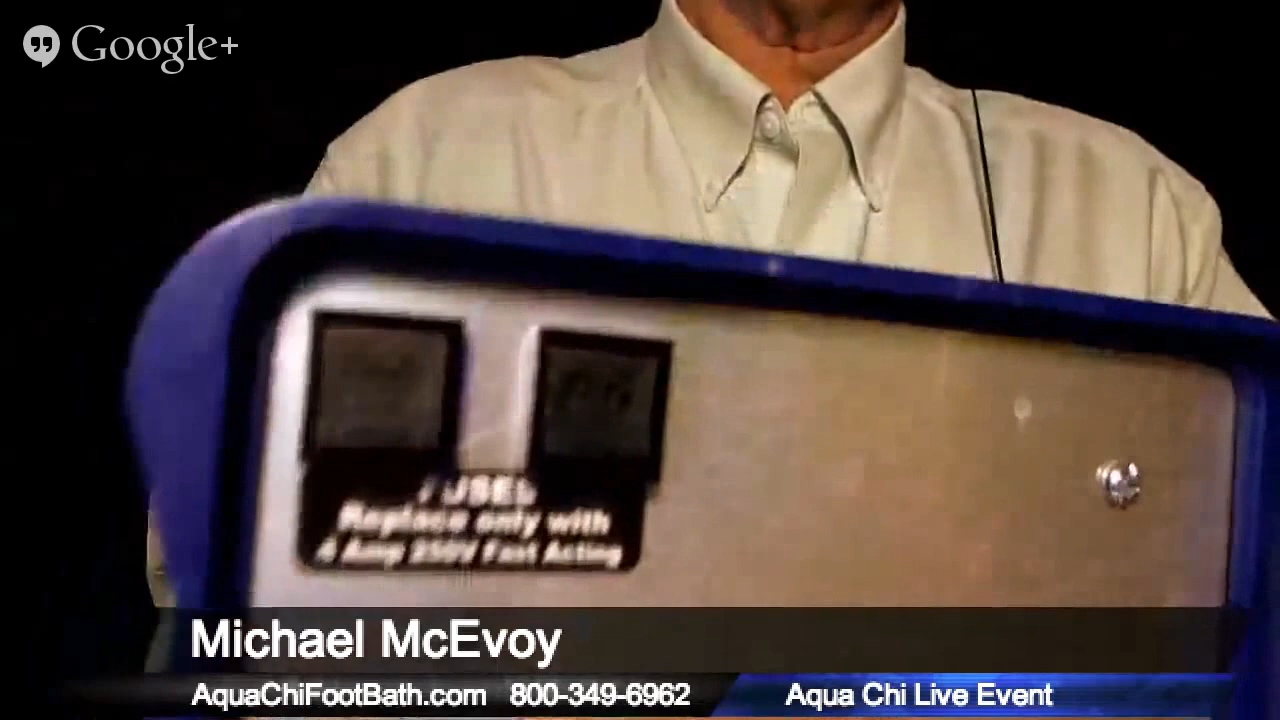 Google+
FUSES
Replace only with
4 Amp 250V Fast Acting
Michael McEvoy
AquaChiFootBath.com 800-349-6962 Aqua Chi Live Event